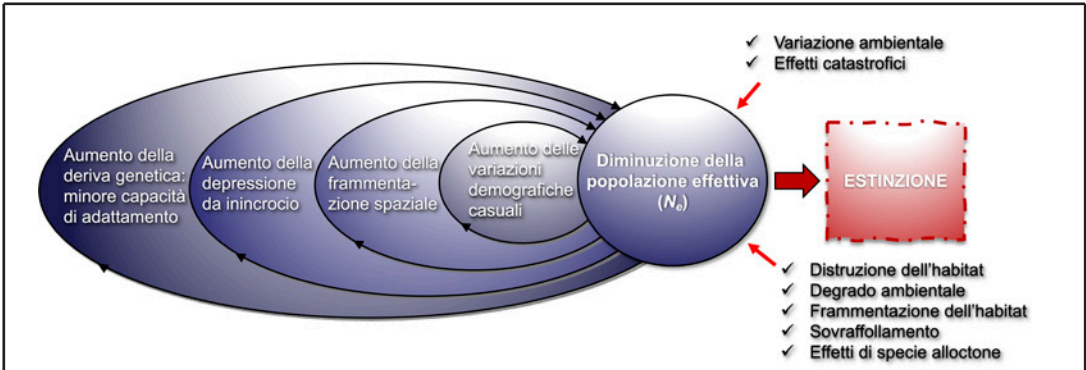 ✓ Variazione ambientale
✓ Effetti catastrofici
Aumento della
deriva genetica:
minore capacità
di adattamento
Aumento della
depressione
da inincrocio
Aumento della
frammenta-
zione spaziale
Aumento delle
variazioni
demografiche
casuali
Diminuzione della
popolazione effettiva
(Ne)
ESTINZIONE
✓ Distruzione dell'habitat
✓ Degrado ambientale
✓ Frammentazione dell'habitat
✓ Sovraffollamento
✓ Effetti di specie alloctone